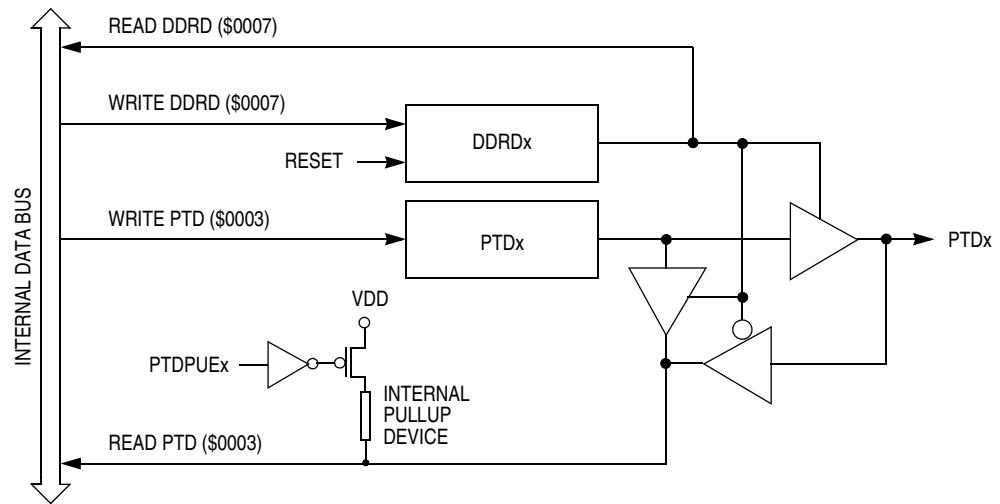 READ DDRD ($0007)
WRITE DDRD ($0007)
DDRDx
RESET
INTERNAL DATA BUS
WRITE PTD ($0003)
PTDx
PTDx
VDD
PTDPUEx
INTERNAL
PULLUP
DEVICE
READ PTD ($0003)